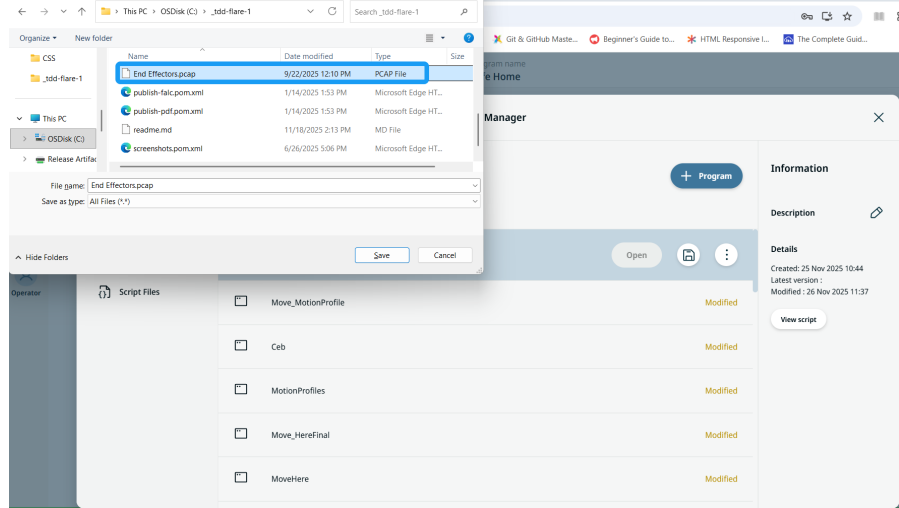 This PC > OSDisk (C:) > _tdd-flare-1
Search _tdd-flare-1
Organize
New folder
Name
Date modified
Type
Size
CSS
_tdd-flare-1
This PC
OSDisk (C:)
Release Artifac
End Effectors.pcap 9/22/2025 12:10 PM PCAP File
publish-falc.pom.xml 1/14/2025 1:53 PM Microsoft Edge HT...
publish-pdf.pom.xml 1/14/2025 1:53 PM Microsoft Edge HT...
readme.md 11/18/2025 2:13 PM MD File
screenshots.pom.xml 6/26/2025 5:06 PM Microsoft Edge HT...
File name: End Effectors.pcap
Save as type: All Files (*.*)
Hide Folders
Save
Cancel
Git & GitHub Maste...
Beginner's Guide to...
HTML Responsive I...
The Complete Guid...
gram name
e Home
Manager
Program
Open
Operator
Script Files
Move_MotionProfile Modified
Ceb Modified
MotionProfiles Modified
Move_HereFinal Modified
MoveHere Modified
Information
Description
Details
Created: 25 Nov 2025 10:44
Latest version :
Modified : 26 Nov 2025 11:37
View script